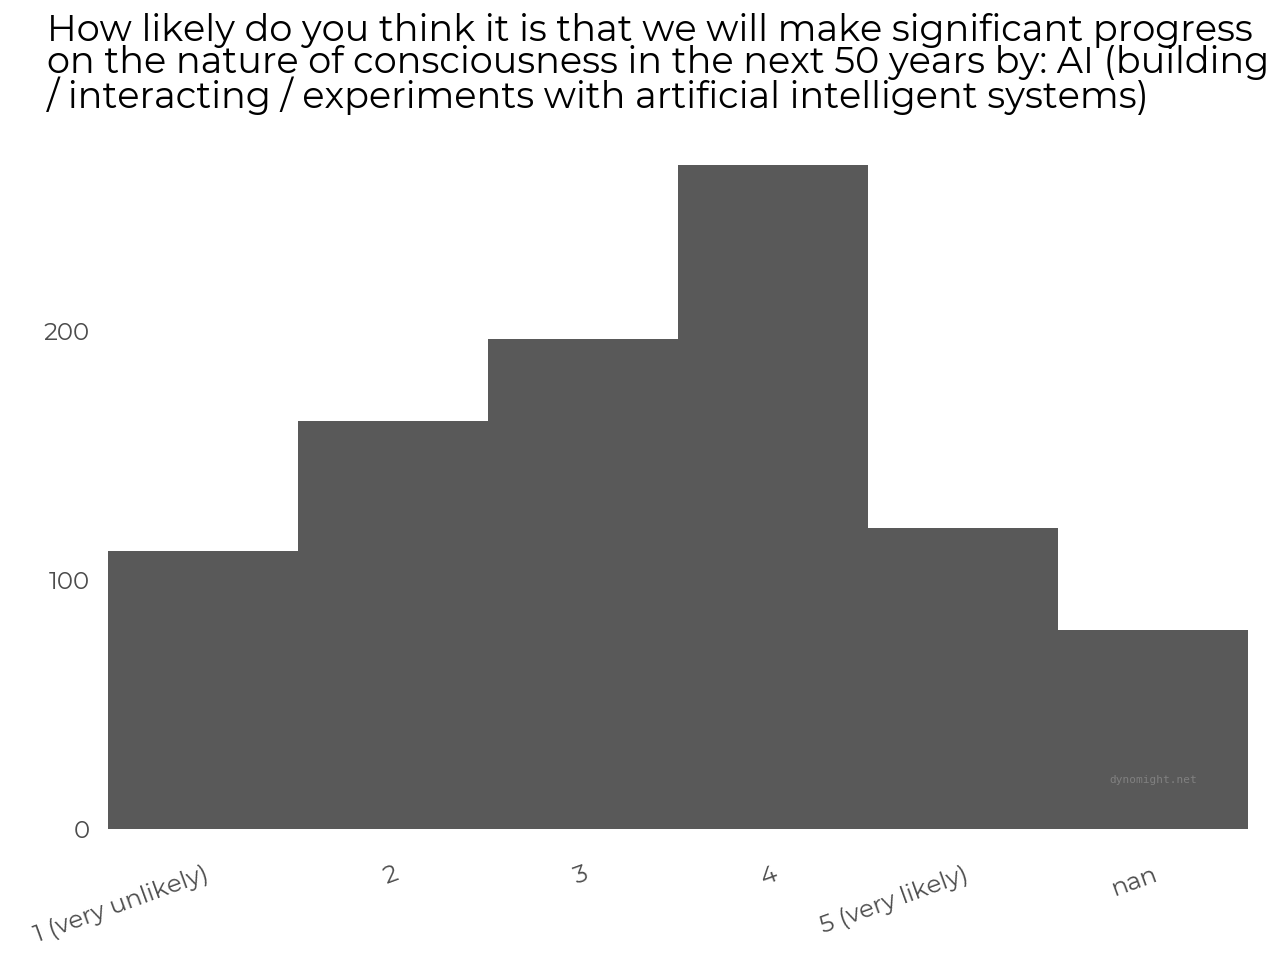 How likely do you think it is that we will make significant progress
on the nature of consciousness in the next 50 years by: AI (building
/ interacting / experiments with artificial intelligent systems)
200
100
0
1 (very unlikely)
2
3
4
5 (very likely)
nan
dynomight.net